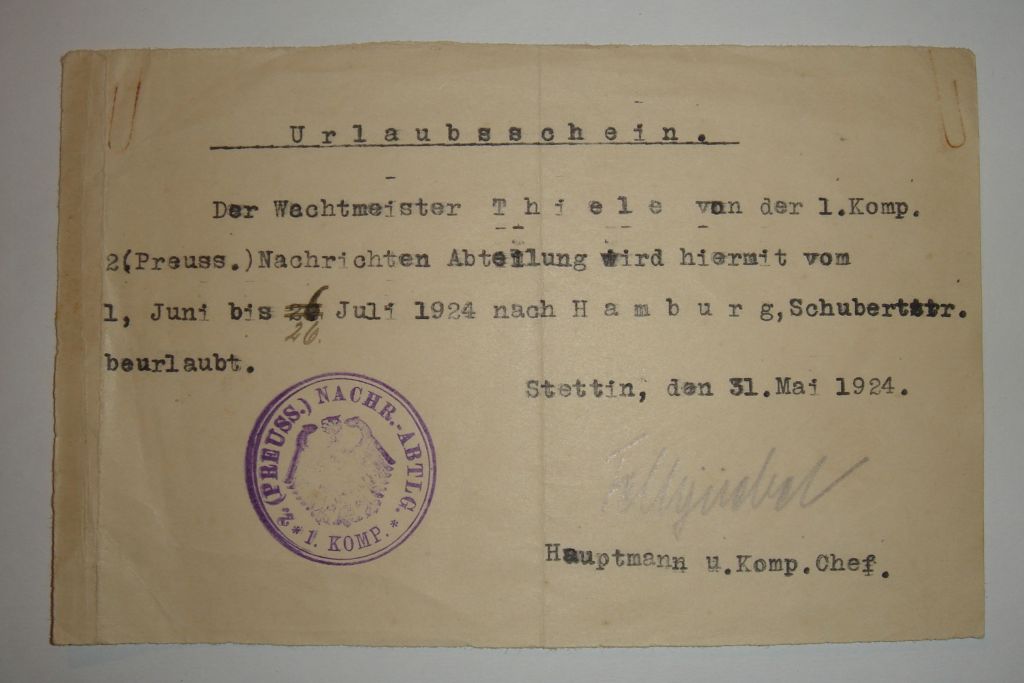 Urlaubsschein.
Der Wachtmeister Thiele von der 1.Komp.
2(Preuss.)Nachrichten Abteilung wird hiermit vom
1, Juni bis 26 Juli 1924 nach Hamburg, Schubertstr.
26.
beurlaubt.
Stettin, den 31.Mai 1924.
2. (PREUSS.) NACHR.-ABTLG.
* 1. KOMP. *
Fellgiebel
Hauptmann u.Komp.Chef.